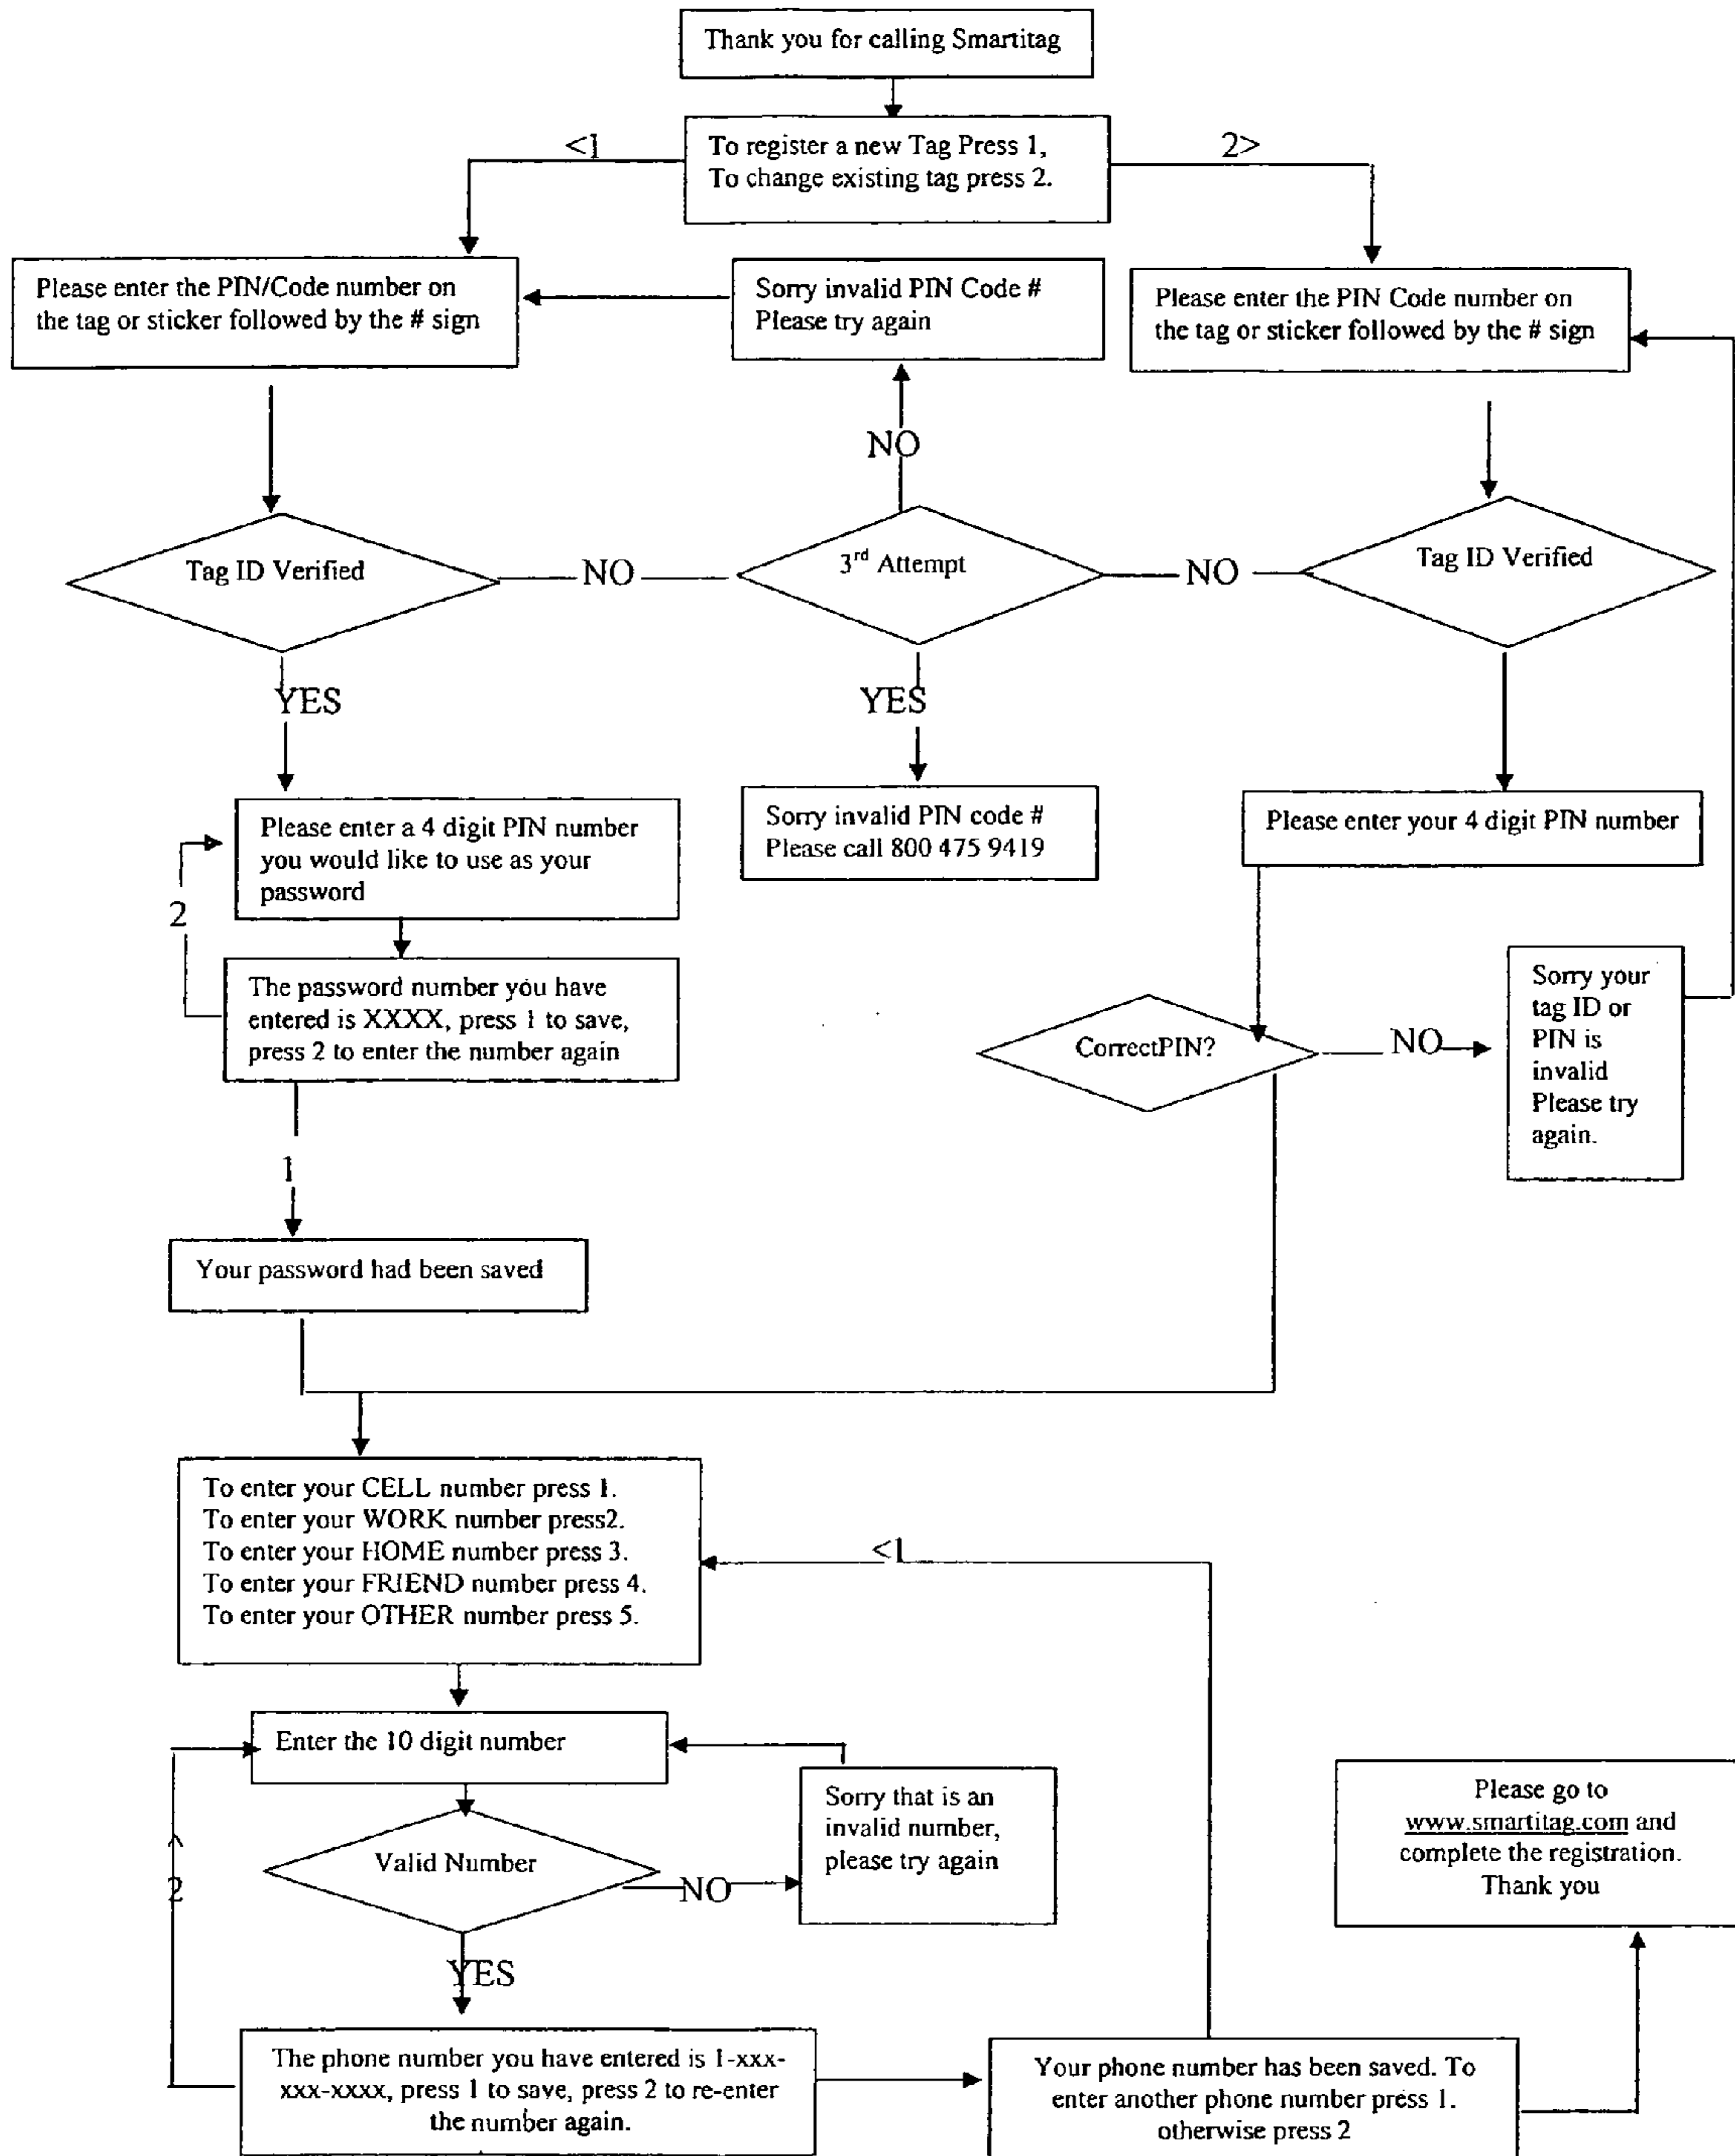 Thank you for calling Smartitag
<1
To register a new Tag Press 1,
To change existing tag press 2.
2>
Please enter the PIN/Code number on
the tag or sticker followed by the # sign
Sorry invalid PIN Code #
Please try again
Please enter the PIN Code number on
the tag or sticker followed by the # sign
NO
Tag ID Verified
NO
3rd Attempt
NO
Tag ID Verified
YES
YES
Please enter a 4 digit PIN number
you would like to use as your
password
Sorry invalid PIN code #
Please call 800 475 9419
Please enter your 4 digit PIN number
2
The password number you have
entered is XXXX, press 1 to save,
press 2 to enter the number again
CorrectPIN?
NO
Sorry your
tag ID or
PIN is
invalid
Please try
again.
1
Your password had been saved
To enter your CELL number press 1.
To enter your WORK number press2.
To enter your HOME number press 3.
To enter your FRIEND number press 4.
To enter your OTHER number press 5.
<1
Enter the 10 digit number
Sorry that is an
invalid number,
please try again
Valid Number
NO
^
2
YES
Please go to
www.smartitag.com and
complete the registration.
Thank you
The phone number you have entered is 1-xxx-
xxx-xxxx, press 1 to save, press 2 to re-enter
the number again.
Your phone number has been saved. To
enter another phone number press 1.
otherwise press 2